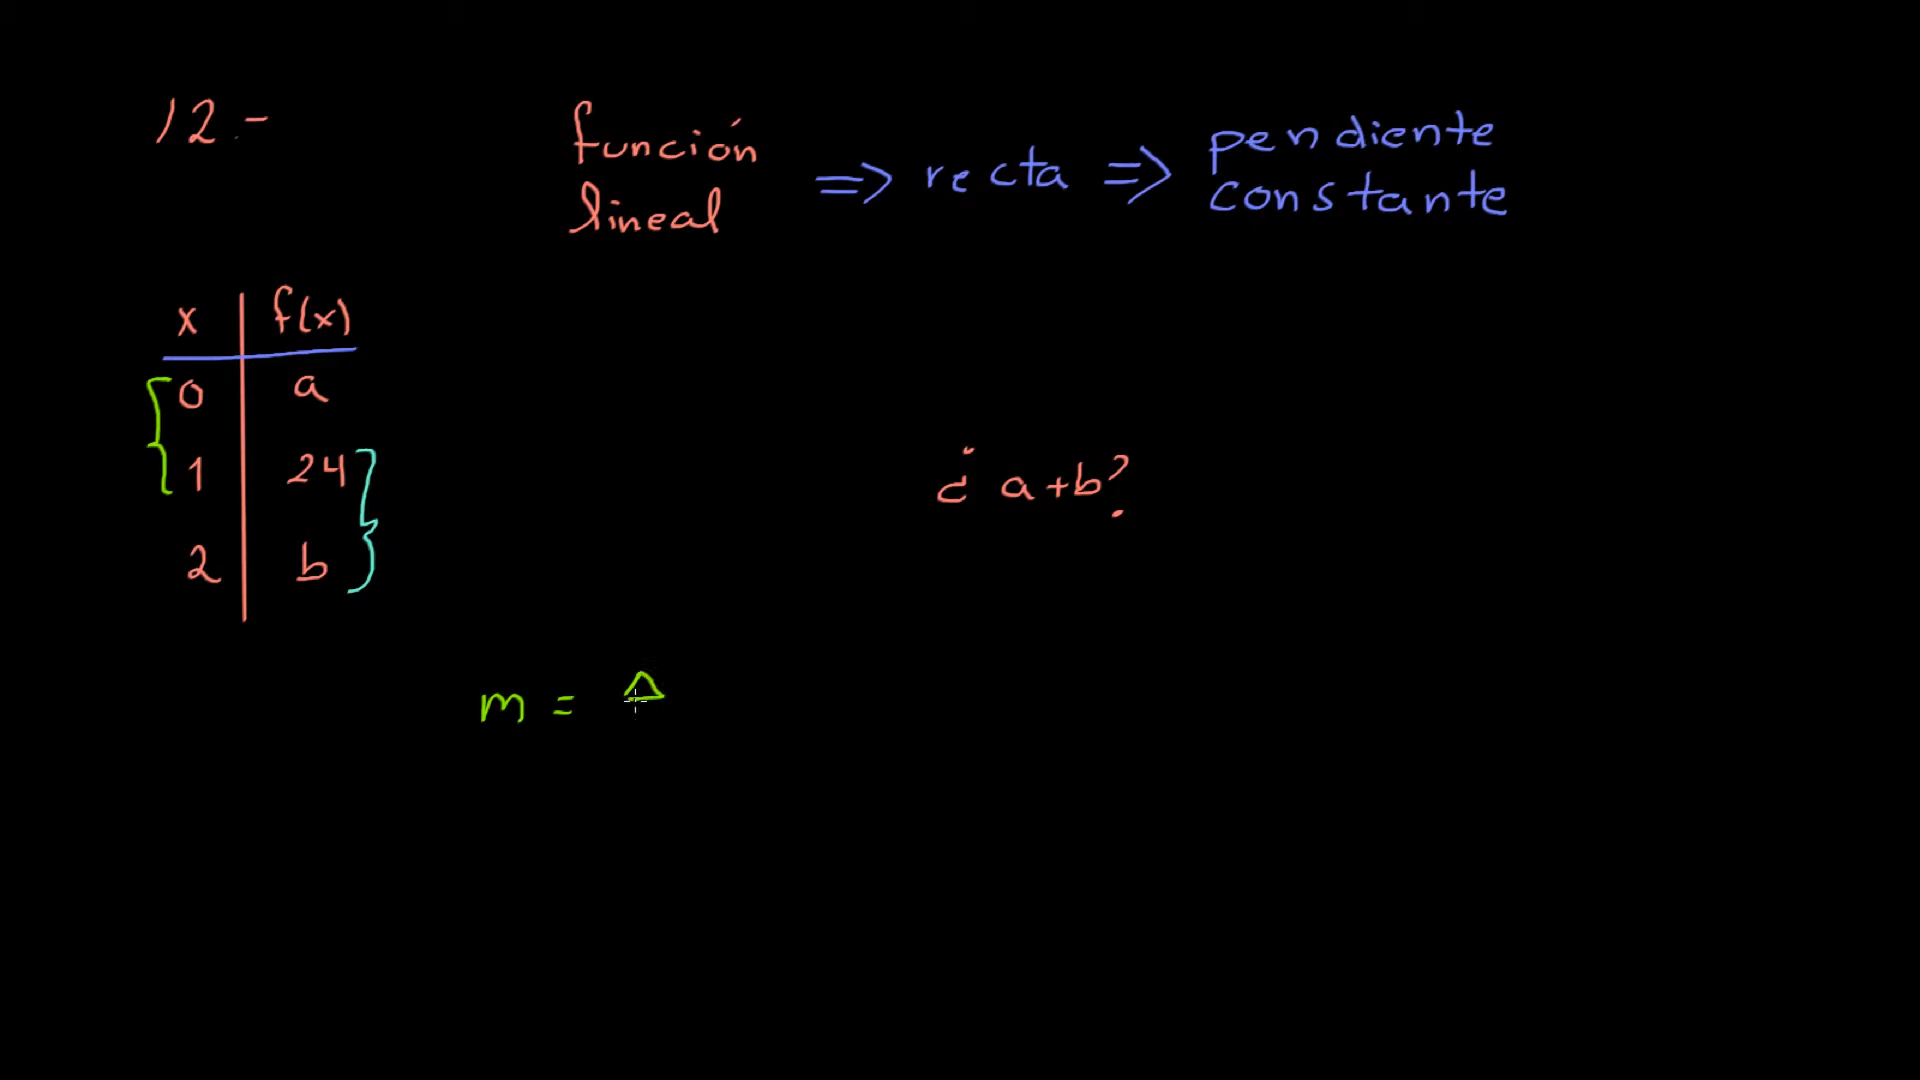 12.-
función
lineal
=> recta => pendiente
constante
x f(x)
0 a
1 24
2 b
¿ a+b?
m = Δ